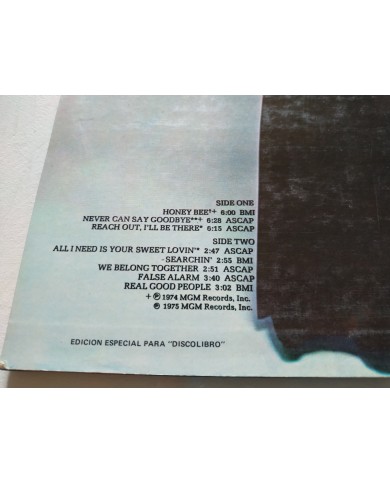 SIDE ONE
HONEY BEE*+ 6:00 BMI
NEVER CAN SAY GOODBYE**+ 6:28 ASCAP
REACH OUT, I'LL BE THERE* 6:15 ASCAP
SIDE TWO
ALL I NEED IS YOUR SWEET LOVIN'* 2:47 ASCAP
SEARCHIN' 2:55 BMI
WE BELONG TOGETHER 2:51 ASCAP
FALSE ALARM 3:40 ASCAP
REAL GOOD PEOPLE 3:02 BMI
+ ℗ 1974 MGM Records, Inc.
℗ 1975 MGM Records, Inc.
EDICION ESPECIAL PARA "DISCOLIBRO"